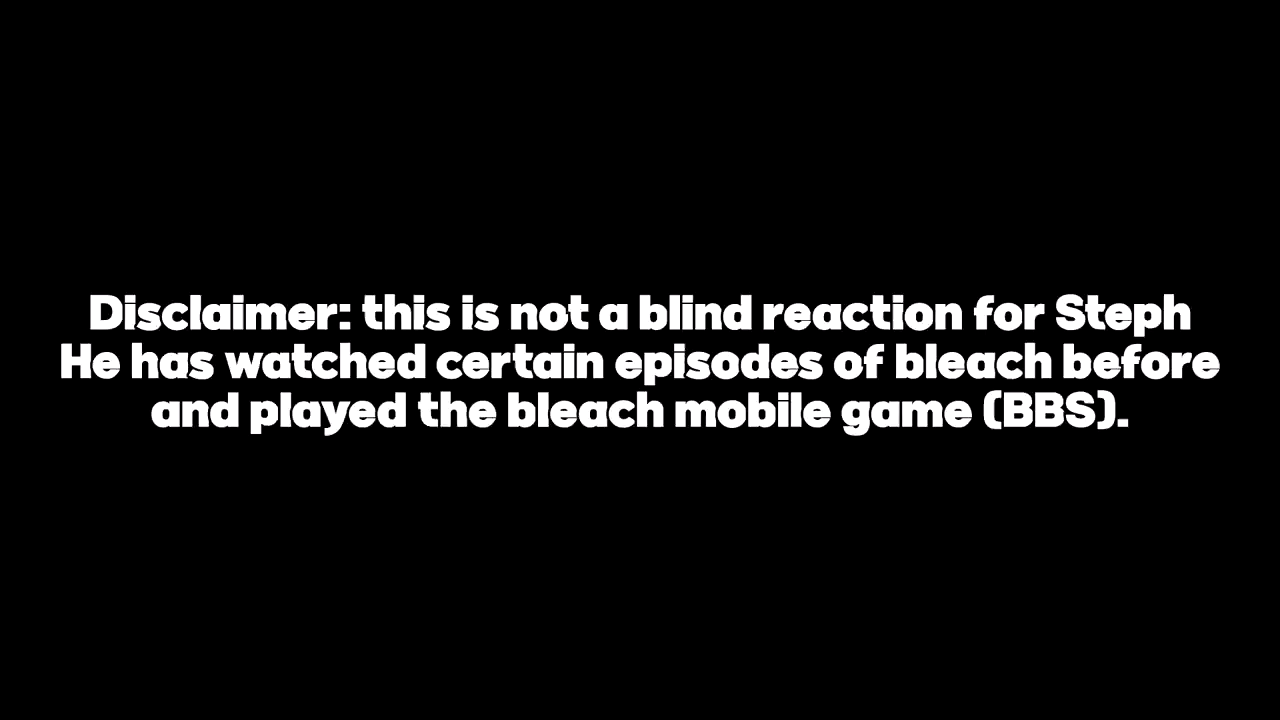 Disclaimer: this is not a blind reaction for Steph
He has watched certain episodes of bleach before
and played the bleach mobile game (BBS).